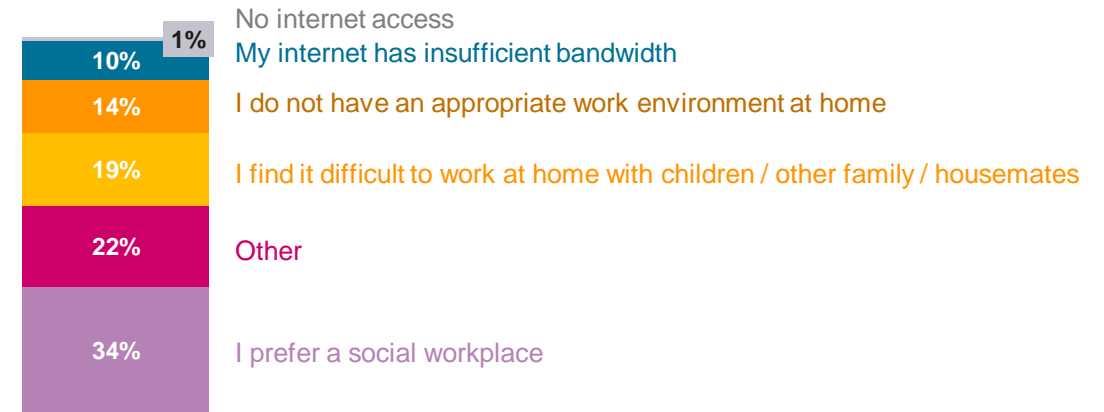 No internet access
1%
10%
My internet has insufficient bandwidth
14%
I do not have an appropriate work environment at home
19%
I find it difficult to work at home with children / other family / housemates
22%
Other
34%
I prefer a social workplace